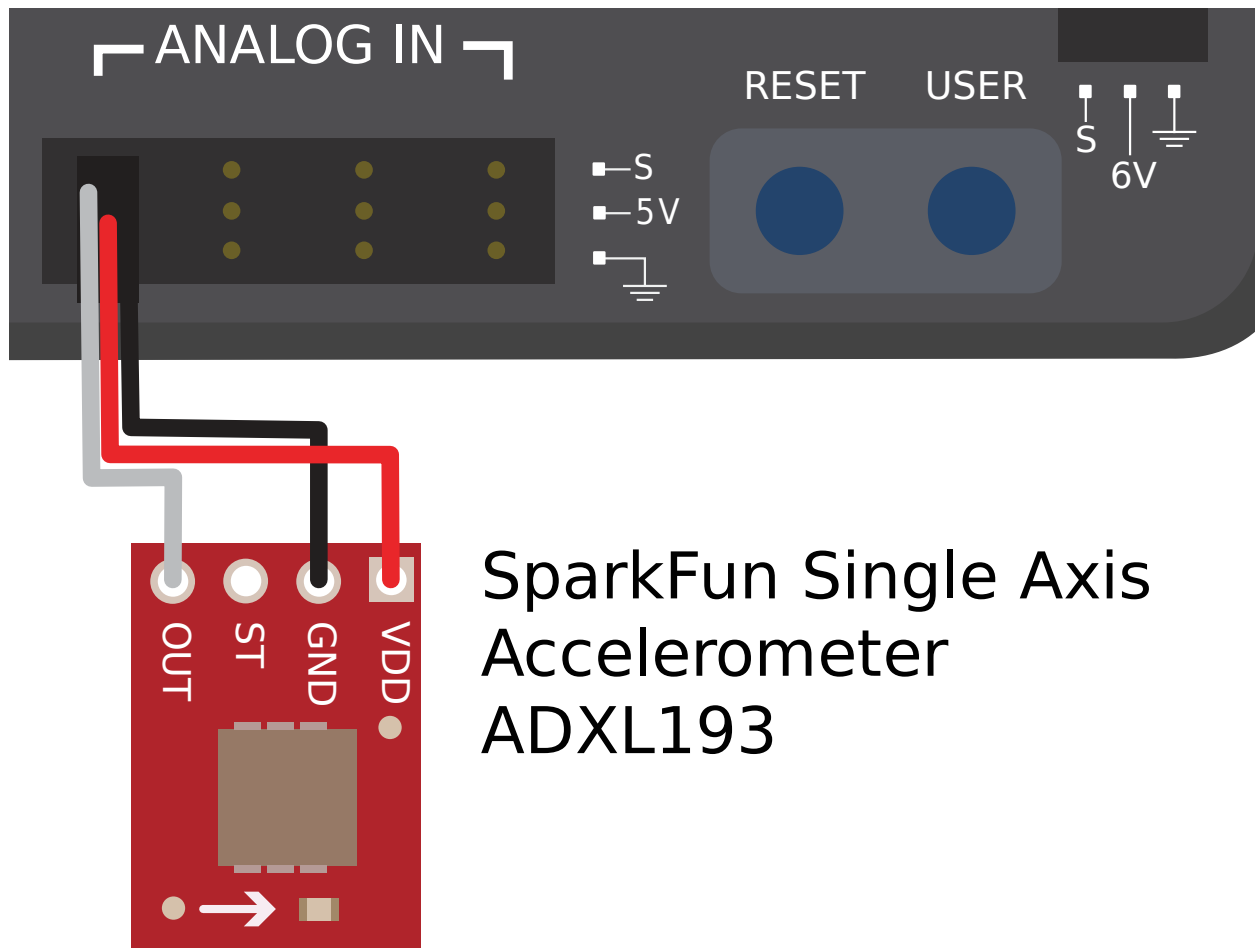 ANALOG IN
RESET
USER
S
6V
S
5V
OUT
ST
GND
VDD
SparkFun Single Axis
Accelerometer
ADXL193